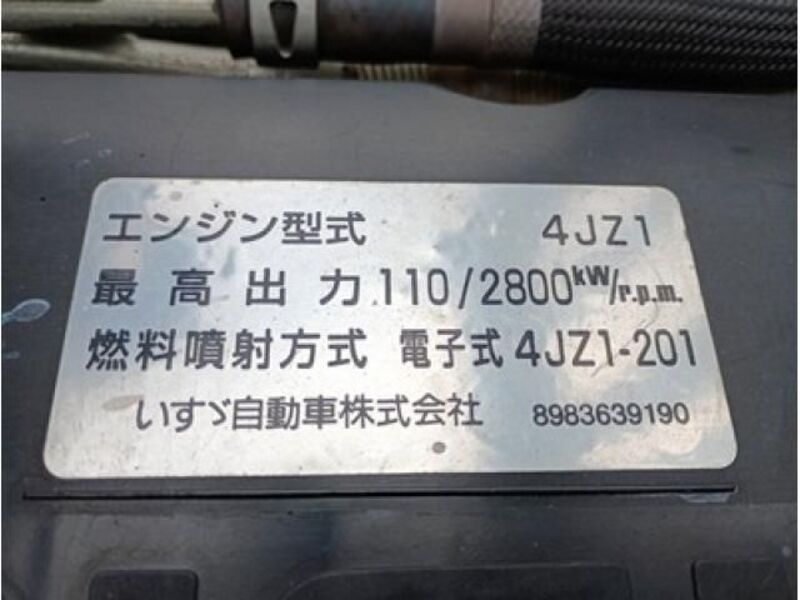 エンジン型式 4JZ1
最高出力 110/2800kW/r.p.m.
燃料噴射方式 電子式 4JZ1-201
いすゞ自動車株式会社 8983639190